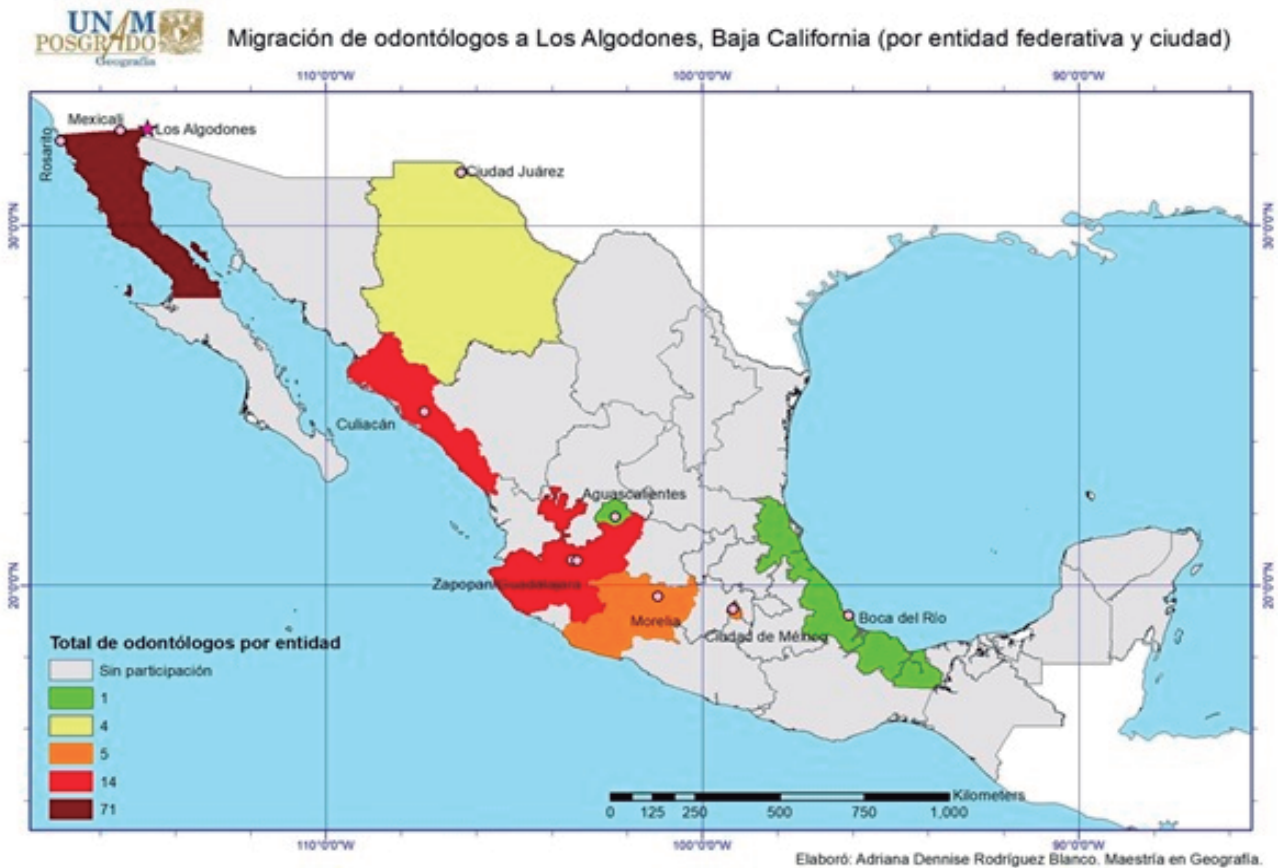 UNAM
POSGRADO
Geografía
Migración de odontólogos a Los Algodones, Baja California (por entidad federativa y ciudad)
110°0'0"W 100°0'0"W 90°0'0"W
Mexicali
Los Algodones
Rosarito
Ciudad Juárez
30°0'0"N 30°0'0"N
Culiacán
Aguascalientes
20°0'0"N 20°0'0"N
Zapopan/Guadalajara
Morelia
Boca del Río
Ciudad de México
Total de odontólogos por entidad
Sin participación
1
4
5
14
71
Kilometers
0 125 250 500 750 1,000
110°0'0"W 100°0'0"W 90°0'0"W
Elaboró: Adriana Dennise Rodríguez Blanco. Maestría en Geografía.